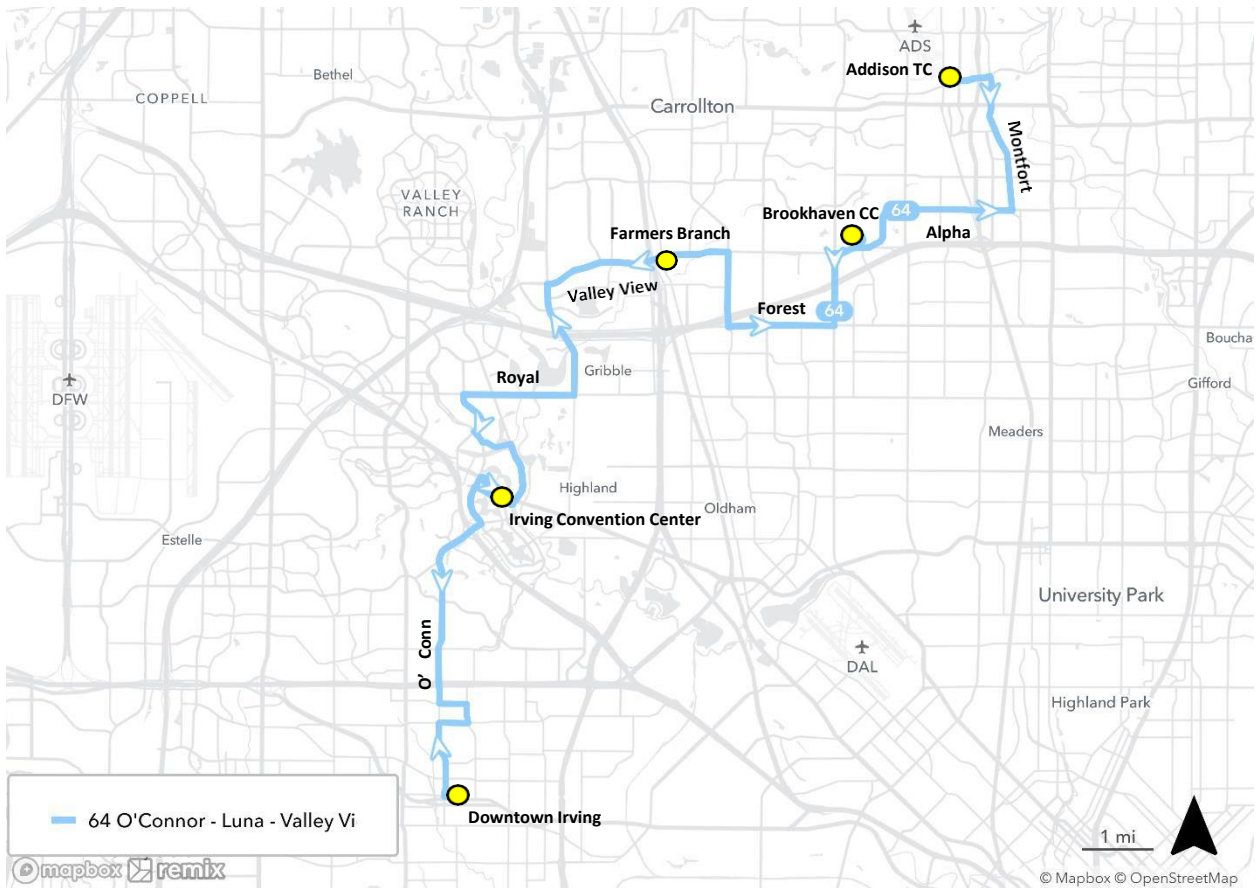 ADS
Addison TC
Bethel
COPPELL
Carrollton
Montfort
VALLEY
RANCH
Brookhaven CC
64
Alpha
Farmers Branch
Valley View
Forest
64
Boucha
Royal
Gribble
Gifford
DFW
Meaders
Highland
Oldham
Irving Convention Center
Estelle
University Park
O' Conn
DAL
Highland Park
Downtown Irving
64 O'Connor - Luna - Valley Vi
1 mi
mapbox remix
© Mapbox © OpenStreetMap